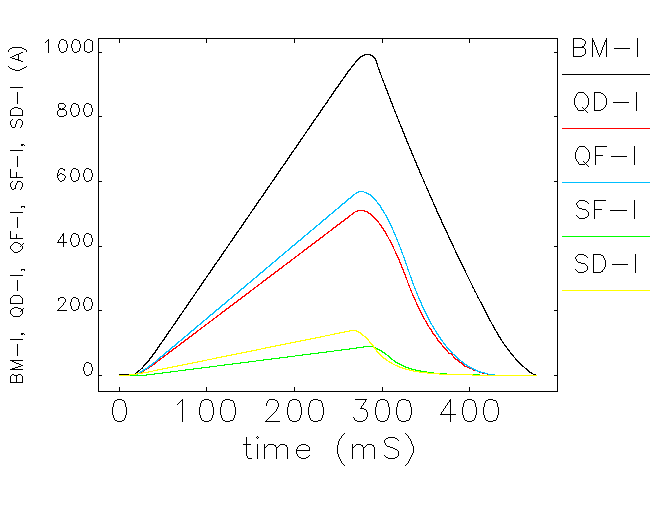 BM-I, QD-I, QF-I, SF-I, SD-I (A)
1000
800
600
400
200
0
0 100 200 300 400
time (mS)
BM-I
QD-I
QF-I
SF-I
SD-I